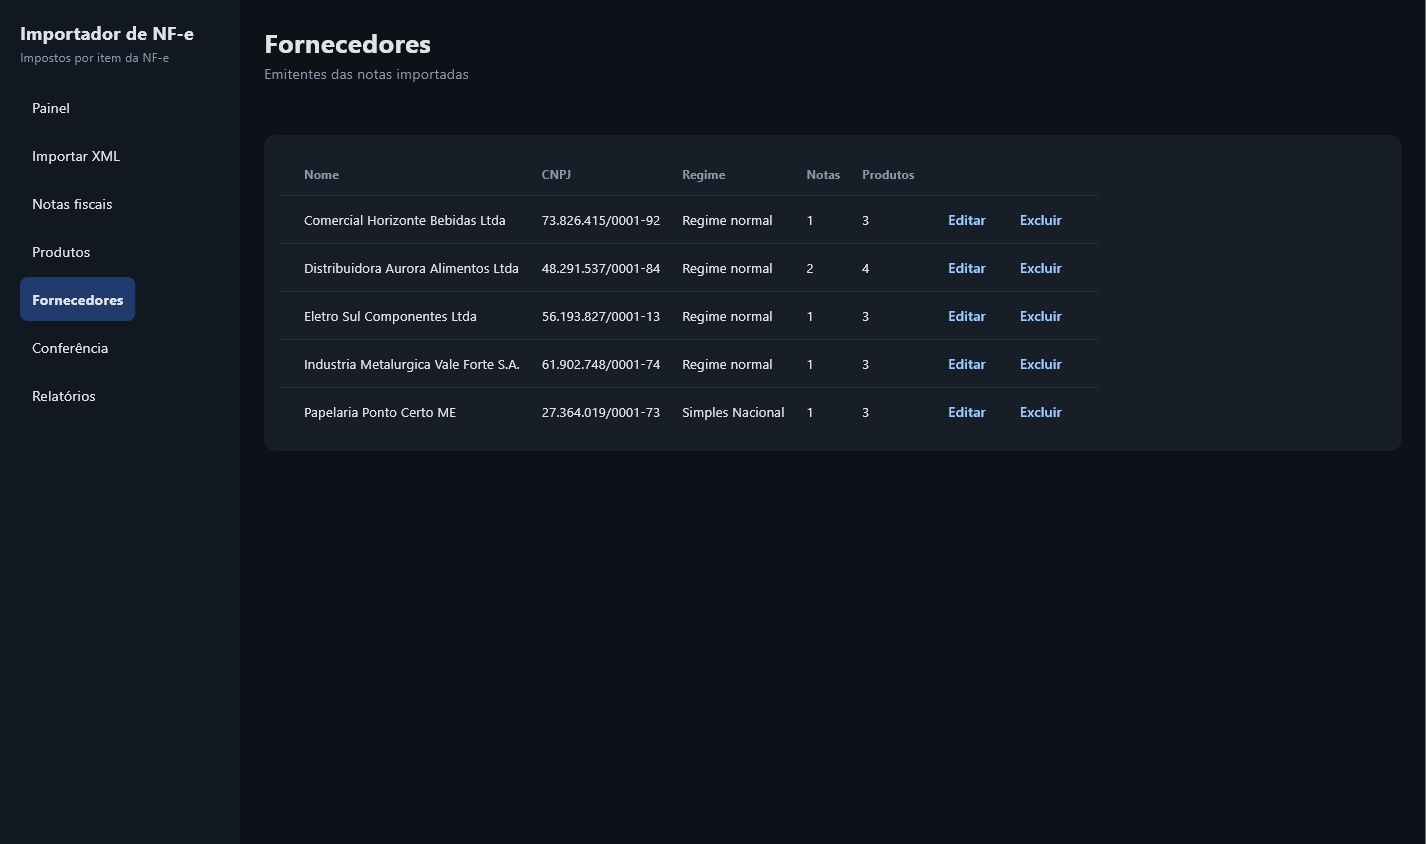 Importador de NF-e
Impostos por item da NF-e
Painel
Importar XML
Notas fiscais
Produtos
Fornecedores
Conferência
Relatórios
Fornecedores
Emitentes das notas importadas
Nome CNPJ Regime Notas Produtos
Comercial Horizonte Bebidas Ltda 73.826.415/0001-92 Regime normal 1 3 Editar Excluir
Distribuidora Aurora Alimentos Ltda 48.291.537/0001-84 Regime normal 2 4 Editar Excluir
Eletro Sul Componentes Ltda 56.193.827/0001-13 Regime normal 1 3 Editar Excluir
Industria Metalurgica Vale Forte S.A. 61.902.748/0001-74 Regime normal 1 3 Editar Excluir
Papelaria Ponto Certo ME 27.364.019/0001-73 Simples Nacional 1 3 Editar Excluir